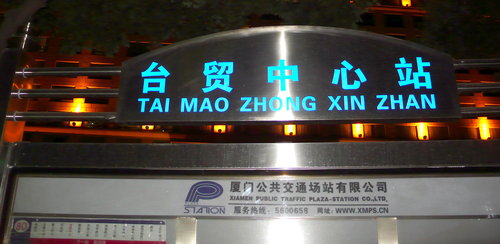 台贸中心站
TAI MAO ZHONG XIN ZHAN
厦门公共交通场站有限公司
XIAMEN PUBLIC TRAFFIC PLAZA-STATION CO.,LTD.
STATION
服务热线：5600658 网址：WWW.XMPS.CN